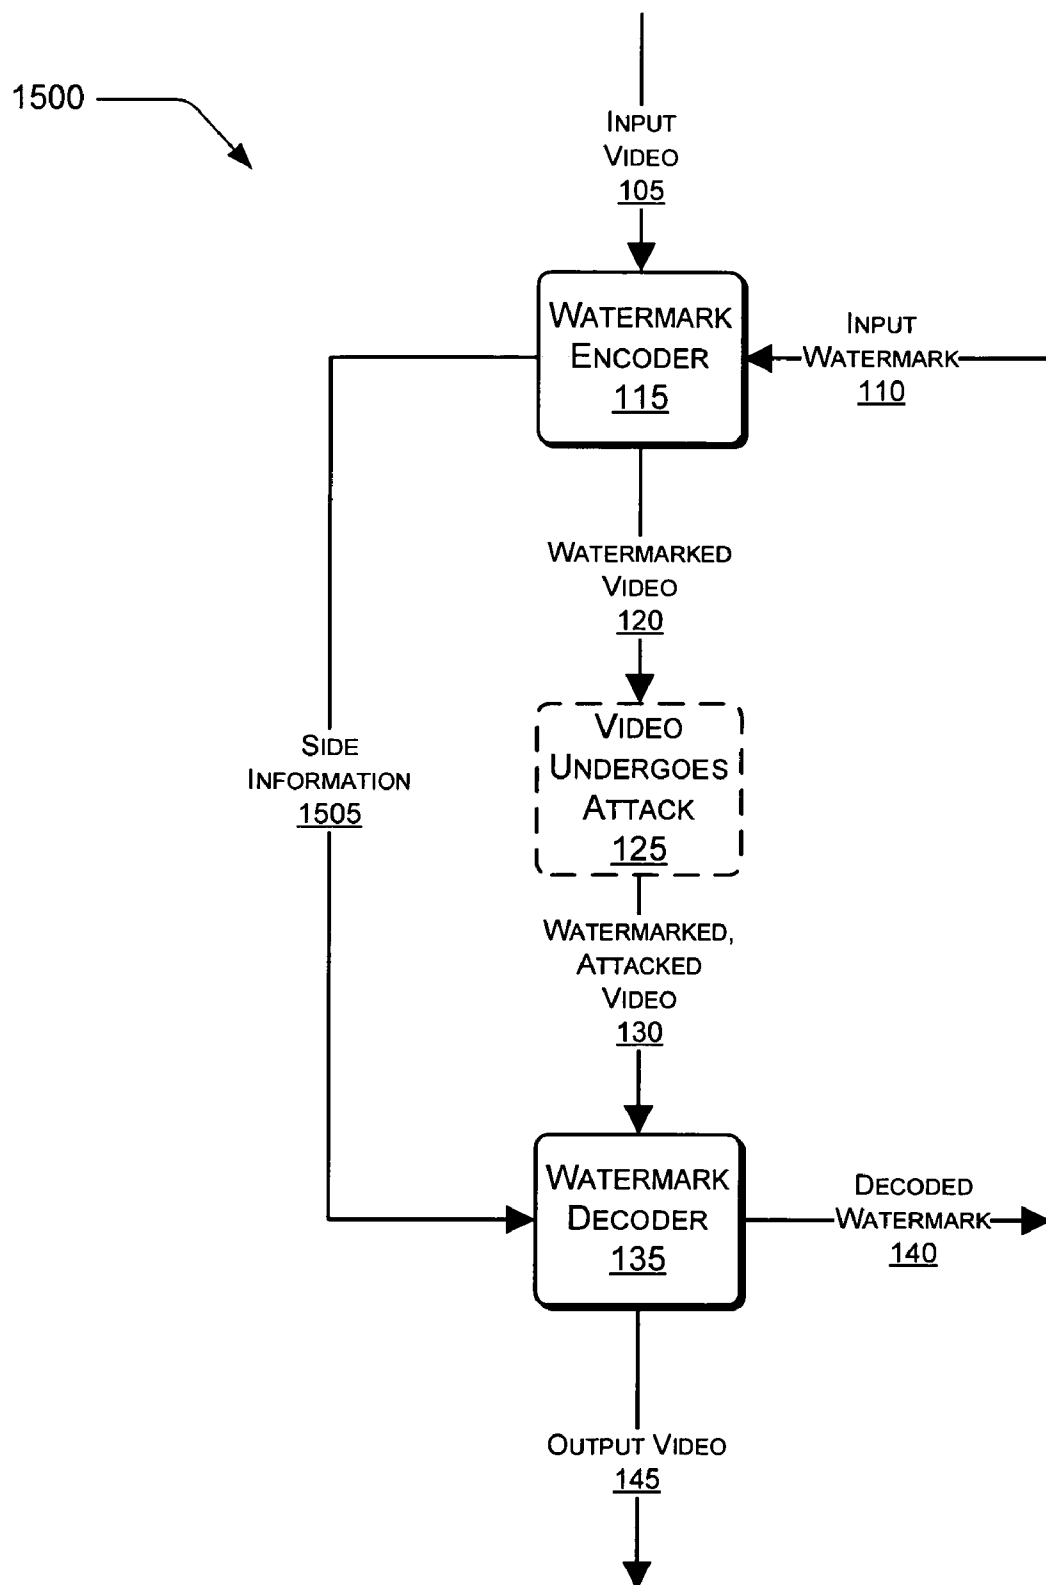 1500
INPUT
VIDEO
105
WATERMARK
ENCODER
115
INPUT
WATERMARK
110
WATERMARKED
VIDEO
120
VIDEO
UNDERGOES
ATTACK
125
SIDE
INFORMATION
1505
WATERMARKED,
ATTACKED
VIDEO
130
WATERMARK
DECODER
135
DECODED
WATERMARK
140
OUTPUT VIDEO
145